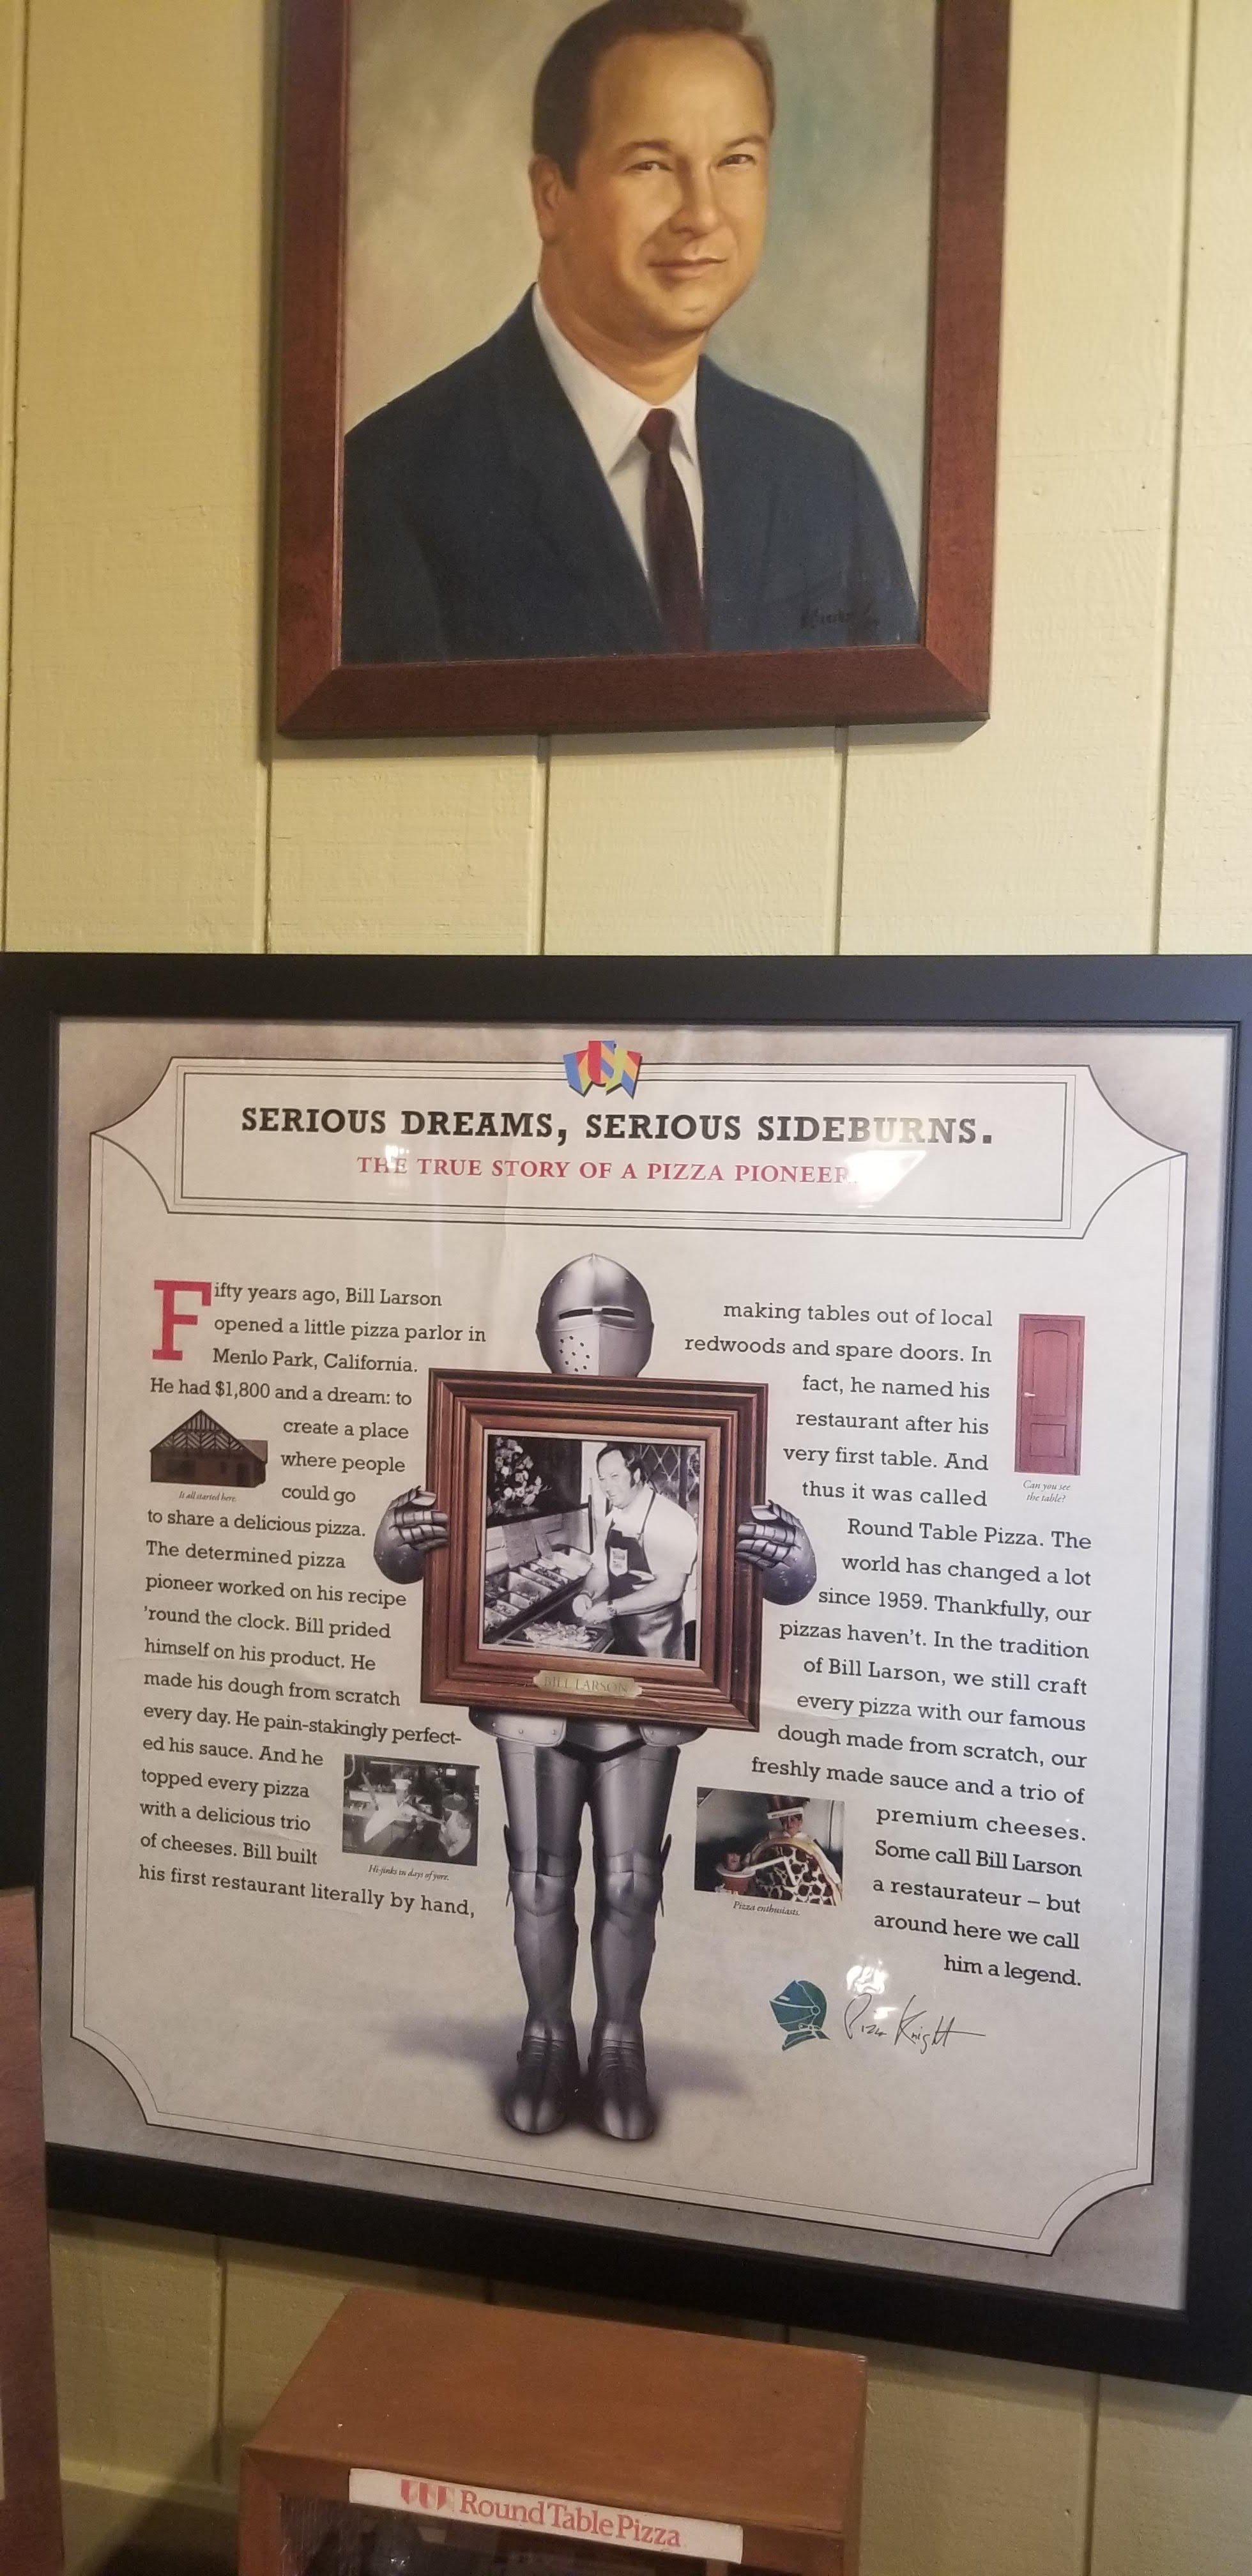 SERIOUS DREAMS, SERIOUS SIDEBURNS.
THE TRUE STORY OF A PIZZA PIONEER.
Fifty years ago, Bill Larson
opened a little pizza parlor in
Menlo Park, California.
He had $1,800 and a dream: to
create a place
where people
could go
It all started here.
to share a delicious pizza.
The determined pizza
pioneer worked on his recipe
'round the clock. Bill prided
himself on his product. He
made his dough from scratch
every day. He pain-stakingly perfect-
ed his sauce. And he
topped every pizza
with a delicious trio
of cheeses. Bill built
Hi-jinks in days of yore.
his first restaurant literally by hand,
BILL LARSON
making tables out of local
redwoods and spare doors. In
fact, he named his
restaurant after his
very first table. And
thus it was called
Can you see
the table?
Round Table Pizza. The
world has changed a lot
since 1959. Thankfully, our
pizzas haven't. In the tradition
of Bill Larson, we still craft
every pizza with our famous
dough made from scratch, our
freshly made sauce and a trio of
premium cheeses.
Some call Bill Larson
a restaurateur – but
around here we call
him a legend.
Pizza enthusiasts.
Pizza Knight
Round Table Pizza